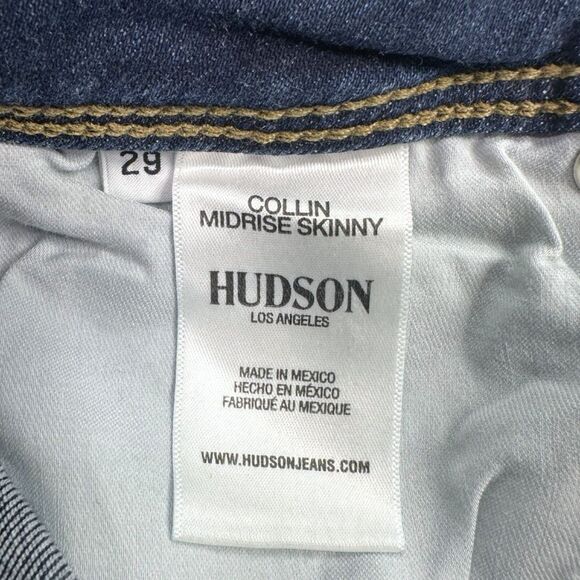 29
COLLIN
MIDRISE SKINNY
HUDSON
LOS ANGELES
MADE IN MEXICO
HECHO EN MÉXICO
FABRIQUÉ AU MEXIQUE
WWW.HUDSONJEANS.COM